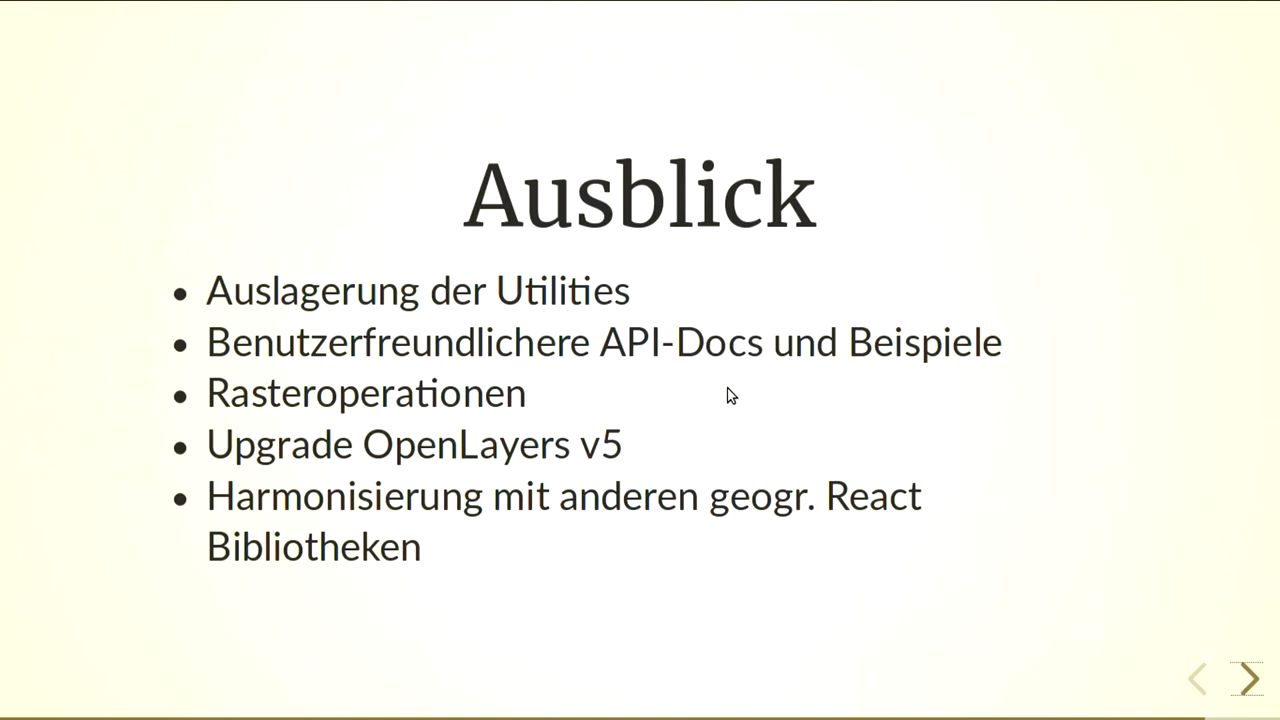 Ausblick
• Auslagerung der Utilities
• Benutzerfreundlichere API-Docs und Beispiele
• Rasteroperationen
• Upgrade OpenLayers v5
• Harmonisierung mit anderen geogr. React
Bibliotheken